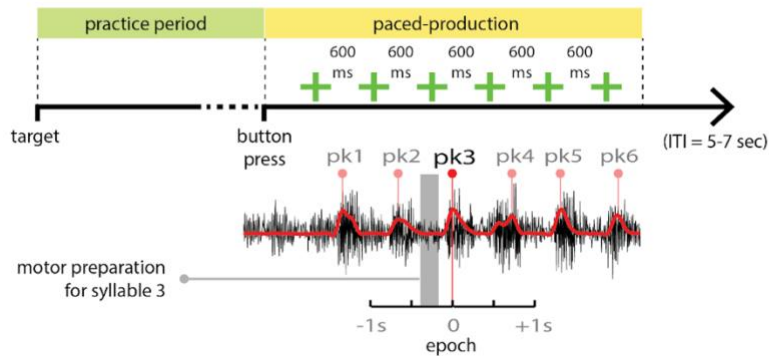 practice period
paced-production
600 ms
600 ms
600 ms
600 ms
600 ms
target
button press
(ITI = 5-7 sec)
pk1 pk2 pk3 pk4 pk5 pk6
motor preparation
for syllable 3
-1s 0 +1s
epoch